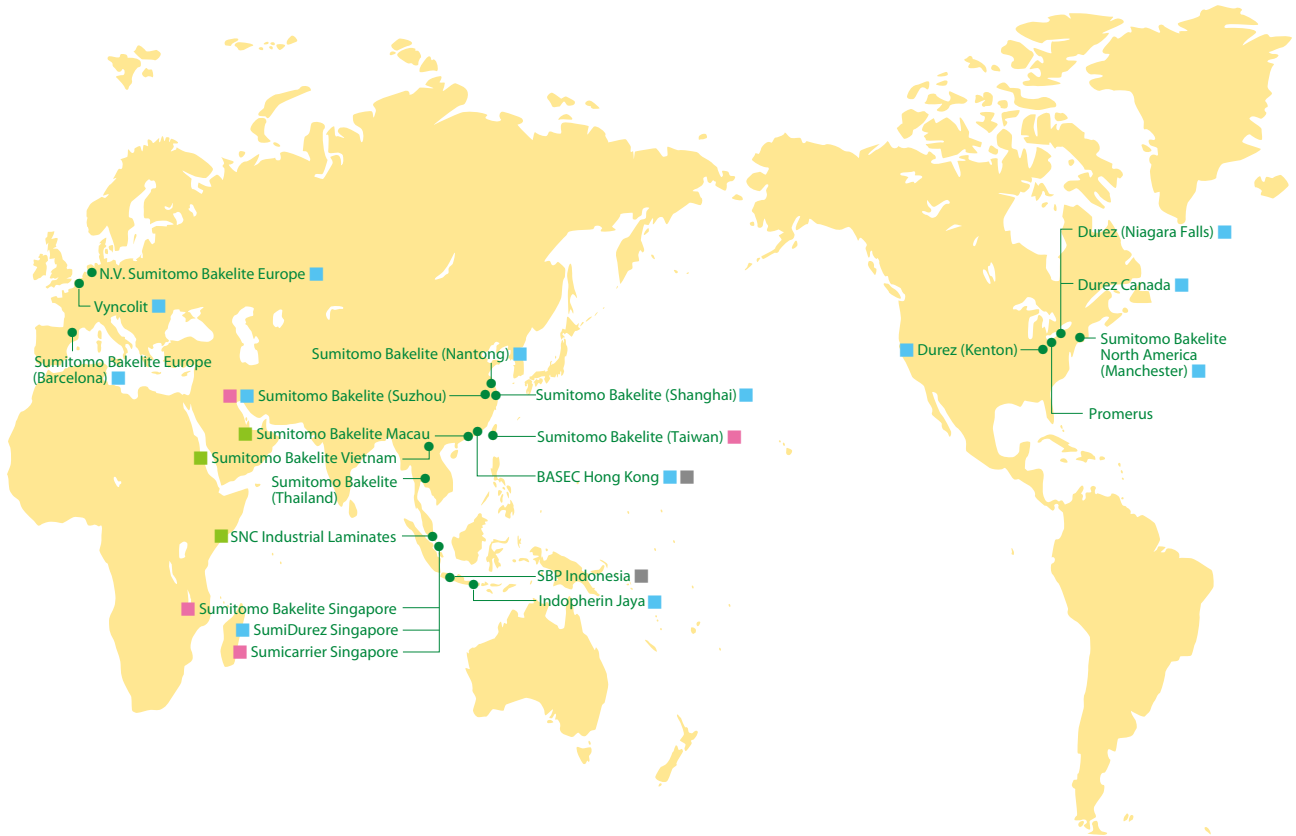 Durez (Niagara Falls)
N.V. Sumitomo Bakelite Europe
Durez Canada
Vyncolit
Sumitomo Bakelite
North America
(Manchester)
Durez (Kenton)
Sumitomo Bakelite (Nantong)
Sumitomo Bakelite Europe
(Barcelona)
Sumitomo Bakelite (Suzhou)
Sumitomo Bakelite (Shanghai)
Promerus
Sumitomo Bakelite Macau
Sumitomo Bakelite (Taiwan)
Sumitomo Bakelite Vietnam
BASEC Hong Kong
Sumitomo Bakelite
(Thailand)
SNC Industrial Laminates
SBP Indonesia
Indopherin Jaya
Sumitomo Bakelite Singapore
SumiDurez Singapore
Sumicarrier Singapore